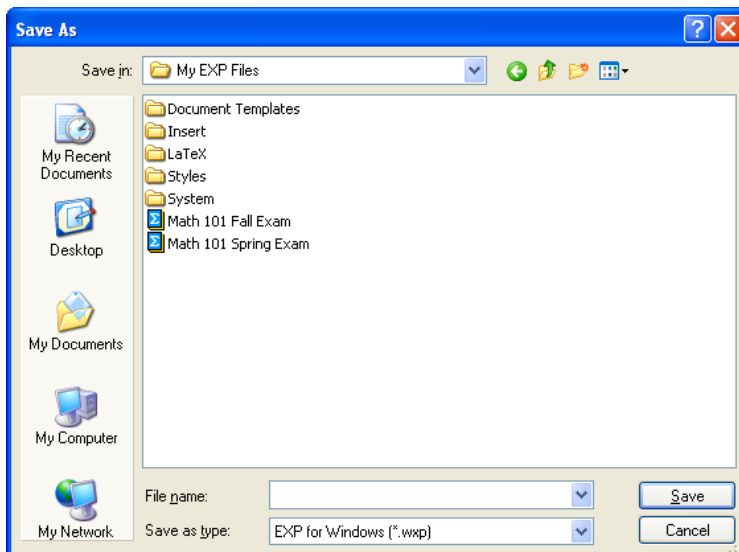 Save As
Save in:
My EXP Files
My Recent
Documents
Desktop
My Documents
My Computer
My Network
Document Templates
Insert
LaTeX
Styles
System
Math 101 Fall Exam
Math 101 Spring Exam
File name:
Save
Save as type:
EXP for Windows (*.wxp)
Cancel